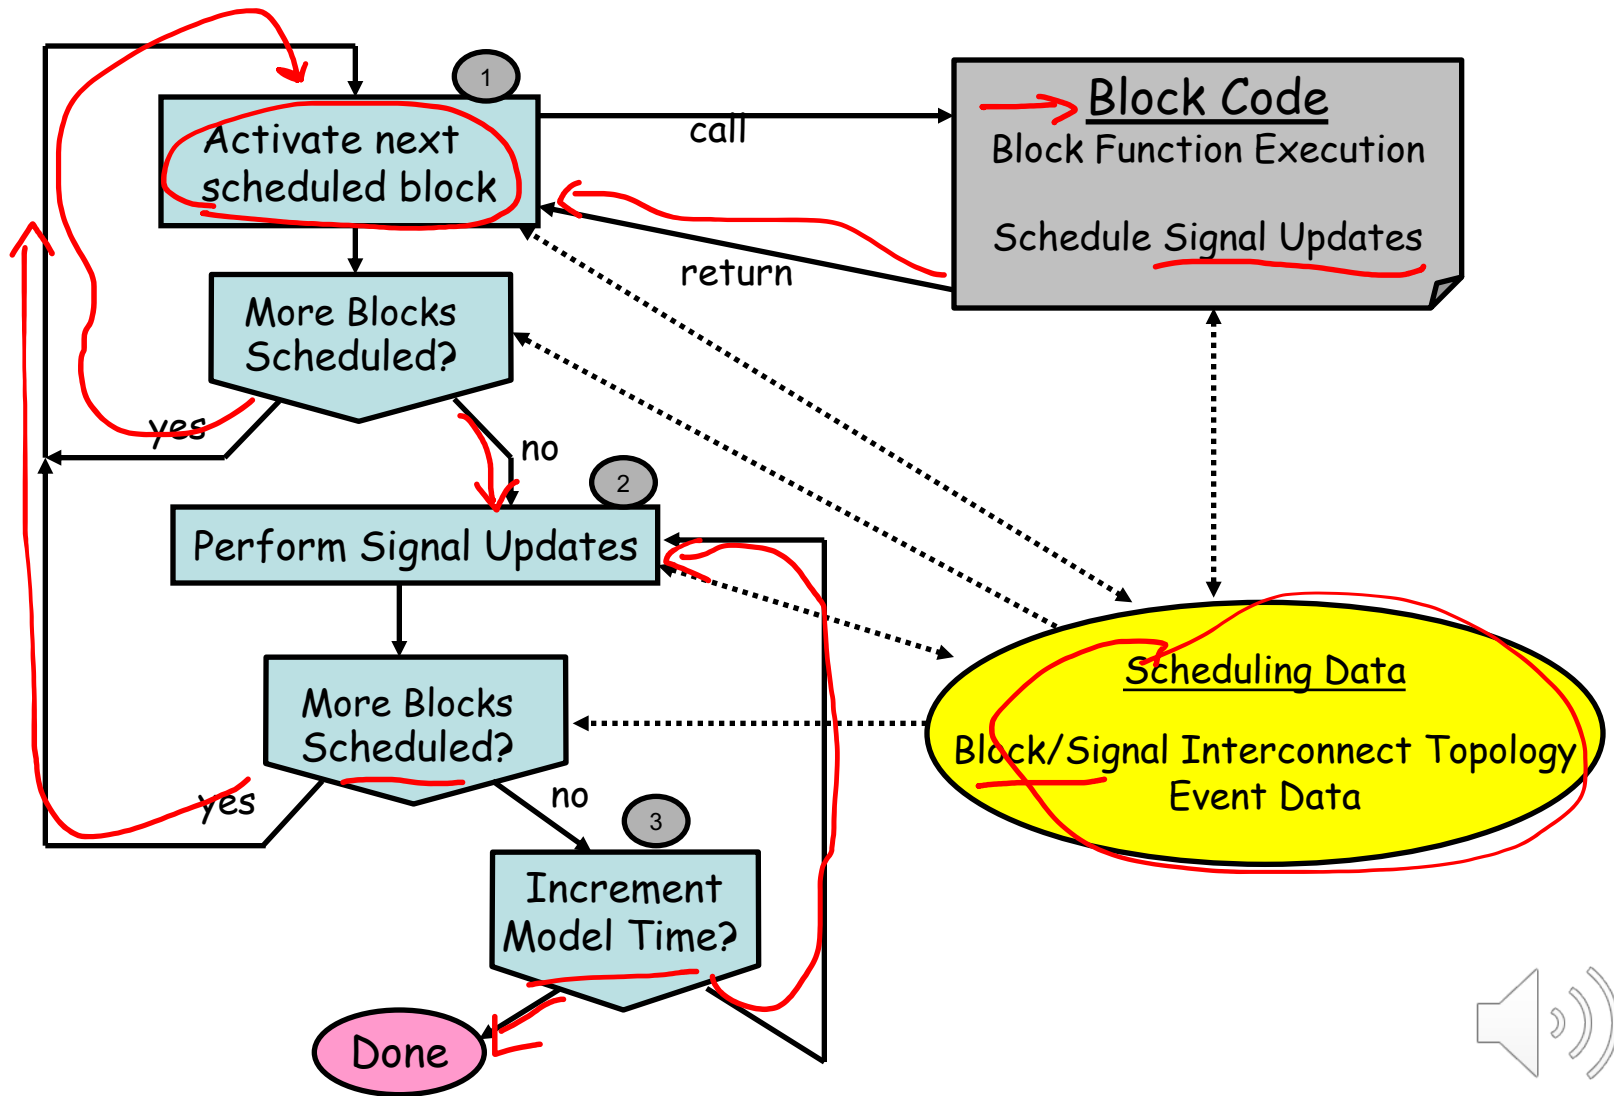 1
Activate next
scheduled block
call
return
Block Code
Block Function Execution
Schedule Signal Updates
More Blocks
Scheduled?
yes
no
2
Perform Signal Updates
More Blocks
Scheduled?
yes
no
3
Increment
Model Time?
Done
Scheduling Data
Block/Signal Interconnect Topology
Event Data